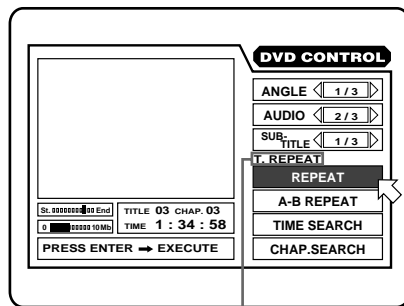 DVD CONTROL
ANGLE 1 / 3
AUDIO 2 / 3
SUB-TITLE 1 / 3
T. REPEAT
REPEAT
A-B REPEAT
TIME SEARCH
CHAP.SEARCH
St. End
0 10Mb
TITLE 03 CHAP. 03
TIME 1 : 34 : 58
PRESS ENTER ➞ EXECUTE